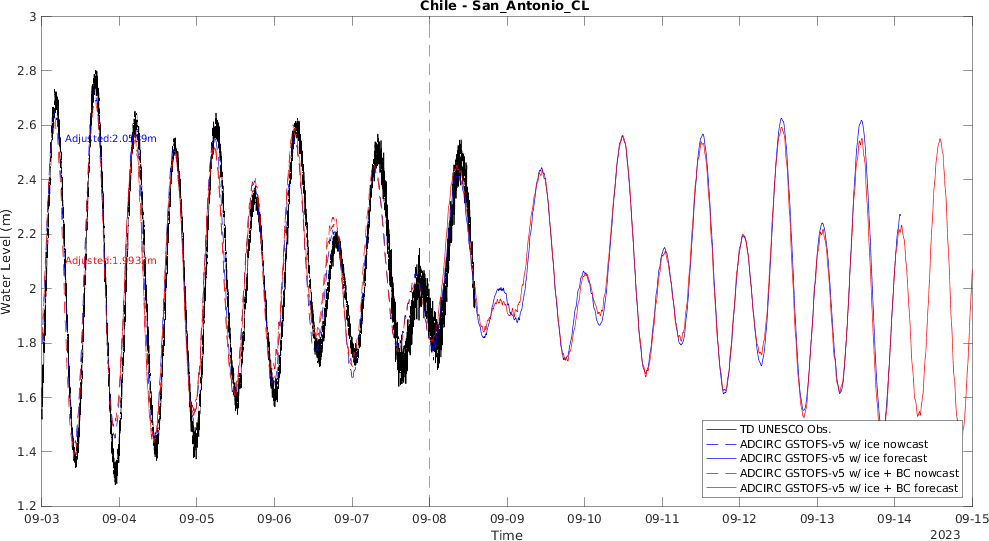 Chile - San_Antonio_CL
3
2.8
2.6
2.4
2.2
2
1.8
1.6
1.4
1.2
Water Level (m)
Adjusted:2.0539m
Adjusted:1.9932m
TD UNESCO Obs.
ADCIRC GSTOFS-v5 w/ ice nowcast
ADCIRC GSTOFS-v5 w/ ice forecast
ADCIRC GSTOFS-v5 w/ ice + BC nowcast
ADCIRC GSTOFS-v5 w/ ice + BC forecast
09-03 09-04 09-05 09-06 09-07 09-08 09-09 09-10 09-11 09-12 09-13 09-14 09-15
Time
2023